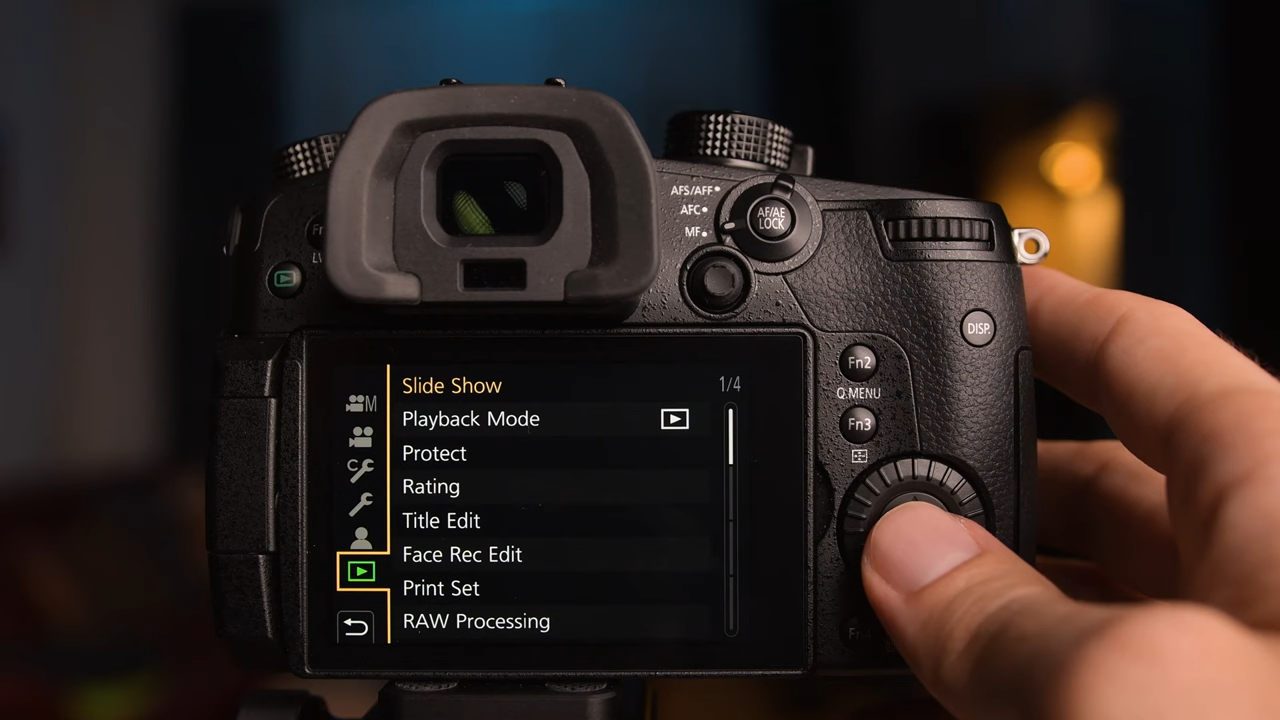 AFS/AFF
AFC
MF
AF/AE
LOCK
DISP.
Fn2
Q.MENU
Fn3
M
C
Slide Show
1/4
Playback Mode
Protect
Rating
Title Edit
Face Rec Edit
Print Set
RAW Processing